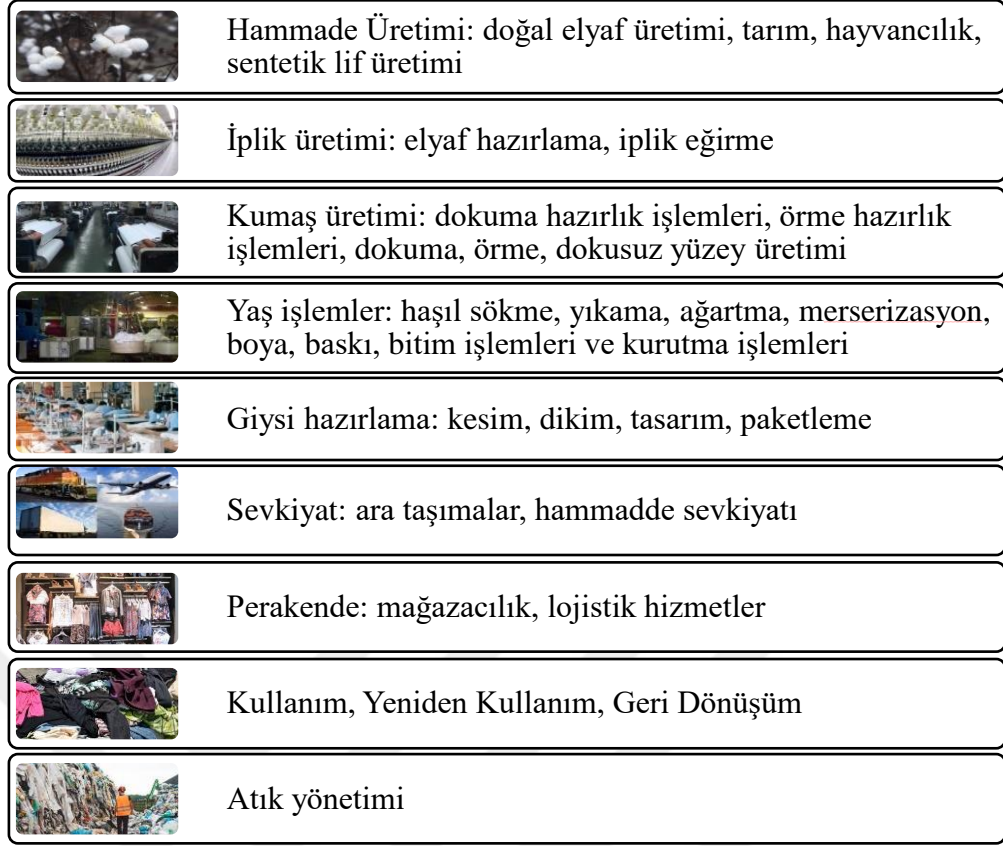 Hammade Üretimi: doğal elyaf üretimi, tarım, hayvancılık,
sentetik lif üretimi
İplik üretimi: elyaf hazırlama, iplik eğirme
Kumaş üretimi: dokuma hazırlık işlemleri, örme hazırlık
işlemleri, dokuma, örme, dokusuz yüzey üretimi
Yaş işlemler: haşıl sökme, yıkama, ağartma, merserizasyon,
boya, baskı, bitim işlemleri ve kurutma işlemleri
Giysi hazırlama: kesim, dikim, tasarım, paketleme
Sevkiyat: ara taşımalar, hammadde sevkiyatı
Perakende: mağazacılık, lojistik hizmetler
Kullanım, Yeniden Kullanım, Geri Dönüşüm
Atık yönetimi